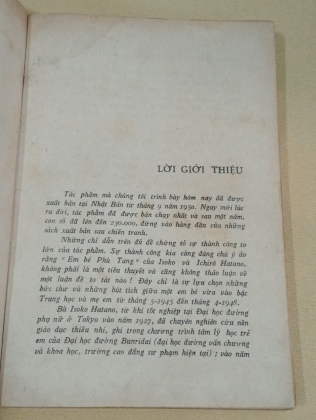 LỜI GIỚI THIỆU
Tác phẩm mà chúng tôi trình bày hôm nay đã được
xuất bản tại Nhật Bản từ tháng 9 năm 1950. Ngay mới lúc
ra đời, tác phẩm đã được bán chạy nhất và sau một năm,
con số đã lên đến 230.000, đứng vào hàng đầu của những
sách xuất bản sau chiến tranh.
Những chỉ dẫn trên đủ để chứng tỏ sự thành công to
lớn của tác phẩm. Sự thành công kia càng đáng chú ý do
rằng "Em bé Phù Tang" của Isoko và Ichirô Hatano,
không phải là một tiểu thuyết và cũng không thảo luận về
một luận đề to tát nào! Đây chỉ là sự lựa chọn những
bức thư và những bút tích giữa một em bé vừa vào bậc
Trung học và mẹ em từ tháng 5-1945 đến tháng 4-1948.
Bà Isoko Hatano, từ khi tốt nghiệp tại Đại học đường
phụ nữ ở Tokyo vào năm 1927, đã chuyên nghiên cứu nền
giáo dục thiếu nhi, ghi trong chương trình tâm lý học trẻ
em của Đại học đường Bunridai (đại học đường văn chương
và khoa học, trường cao đẳng sư phạm hiện tại); vào năm